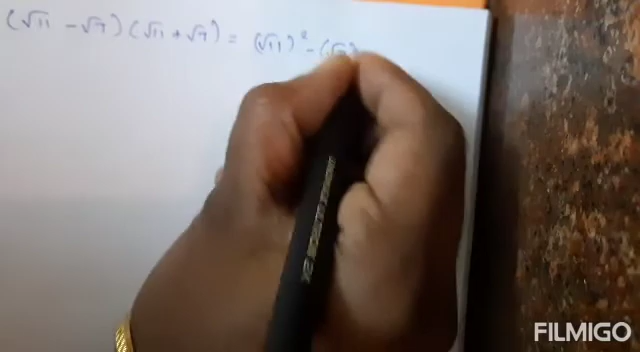 (√11 - √7) (√11 + √7) = (√11)² - (√7)
FILMIGO